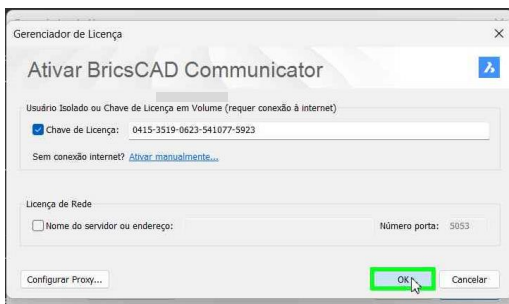 Gerenciador de Licença
Ativar BricsCAD Communicator
Usuário Isolado ou Chave de Licença em Volume (requer conexão à internet)
Chave de Licença: 0415-3519-0623-541077-5923
Sem conexão internet? Ativar manualmente...
Licença de Rede
Nome do servidor ou endereço: Número porta: 5053
Configurar Proxy... OK Cancelar